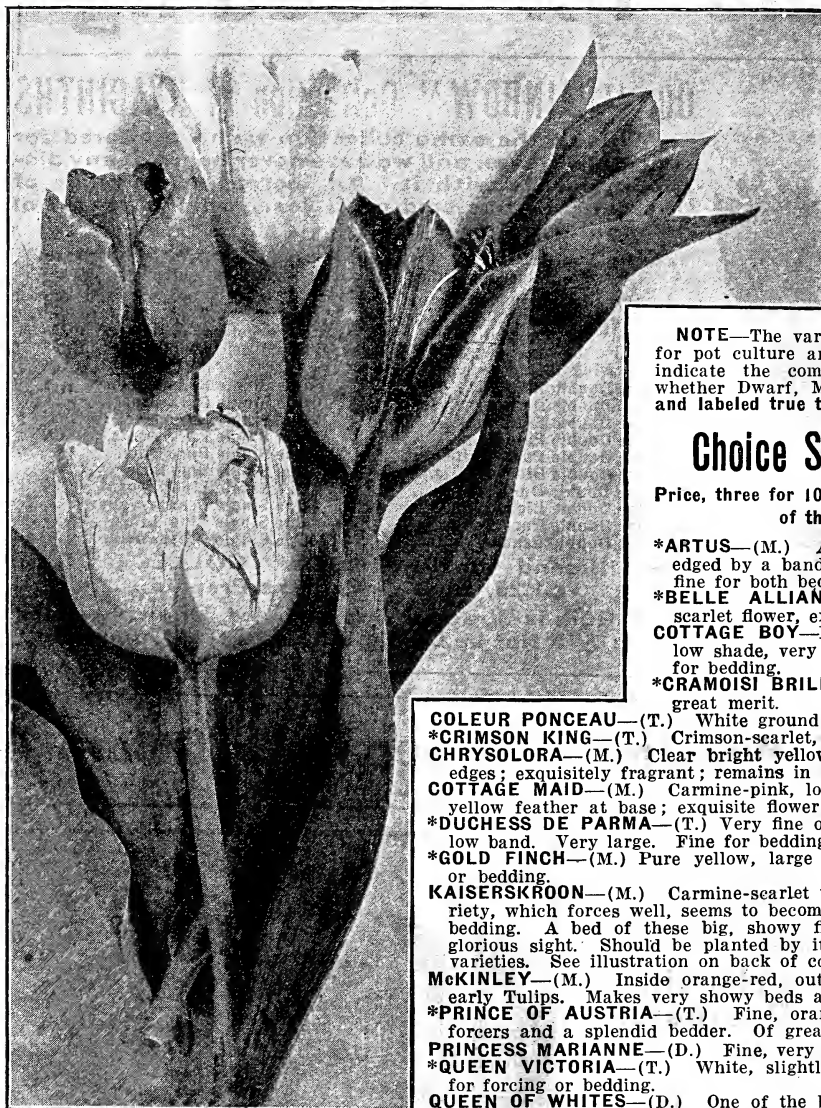 NOTE—The var
for pot culture an
indicate the com
whether Dwarf, M
and labeled true t
Choice S
Price, three for 10
of th
*ARTUS—(M.) A
edged by a band
fine for both bed
*BELLE ALLIAN
scarlet flower, ex
COTTAGE BOY—
low shade, very
for bedding.
*CRAMOISI BRILL
great merit.
COLEUR PONCEAU—(T.) White ground
*CRIMSON KING—(T.) Crimson-scarlet,
CHRYSOLORA—(M.) Clear bright yellow
edges; exquisitely fragrant; remains in
COTTAGE MAID—(M.) Carmine-pink, lo
yellow feather at base; exquisite flower
*DUCHESS DE PARMA—(T.) Very fine o
low band. Very large. Fine for bedding
*GOLD FINCH—(M.) Pure yellow, large
or bedding.
KAISERSKROON—(M.) Carmine-scarlet
riety, which forces well, seems to becom
bedding. A bed of these big, showy f
glorious sight. Should be planted by it
varieties. See illustration on back of co
McKINLEY—(M.) Inside orange-red, out
early Tulips. Makes very showy beds a
*PRINCE OF AUSTRIA—(T.) Fine, oran
forcers and a splendid bedder. Of grea
PRINCESS MARIANNE—(D.) Fine, very
*QUEEN VICTORIA—(T.) White, slightl
for forcing or bedding.
QUEEN OF WHITES—(D.) One of the